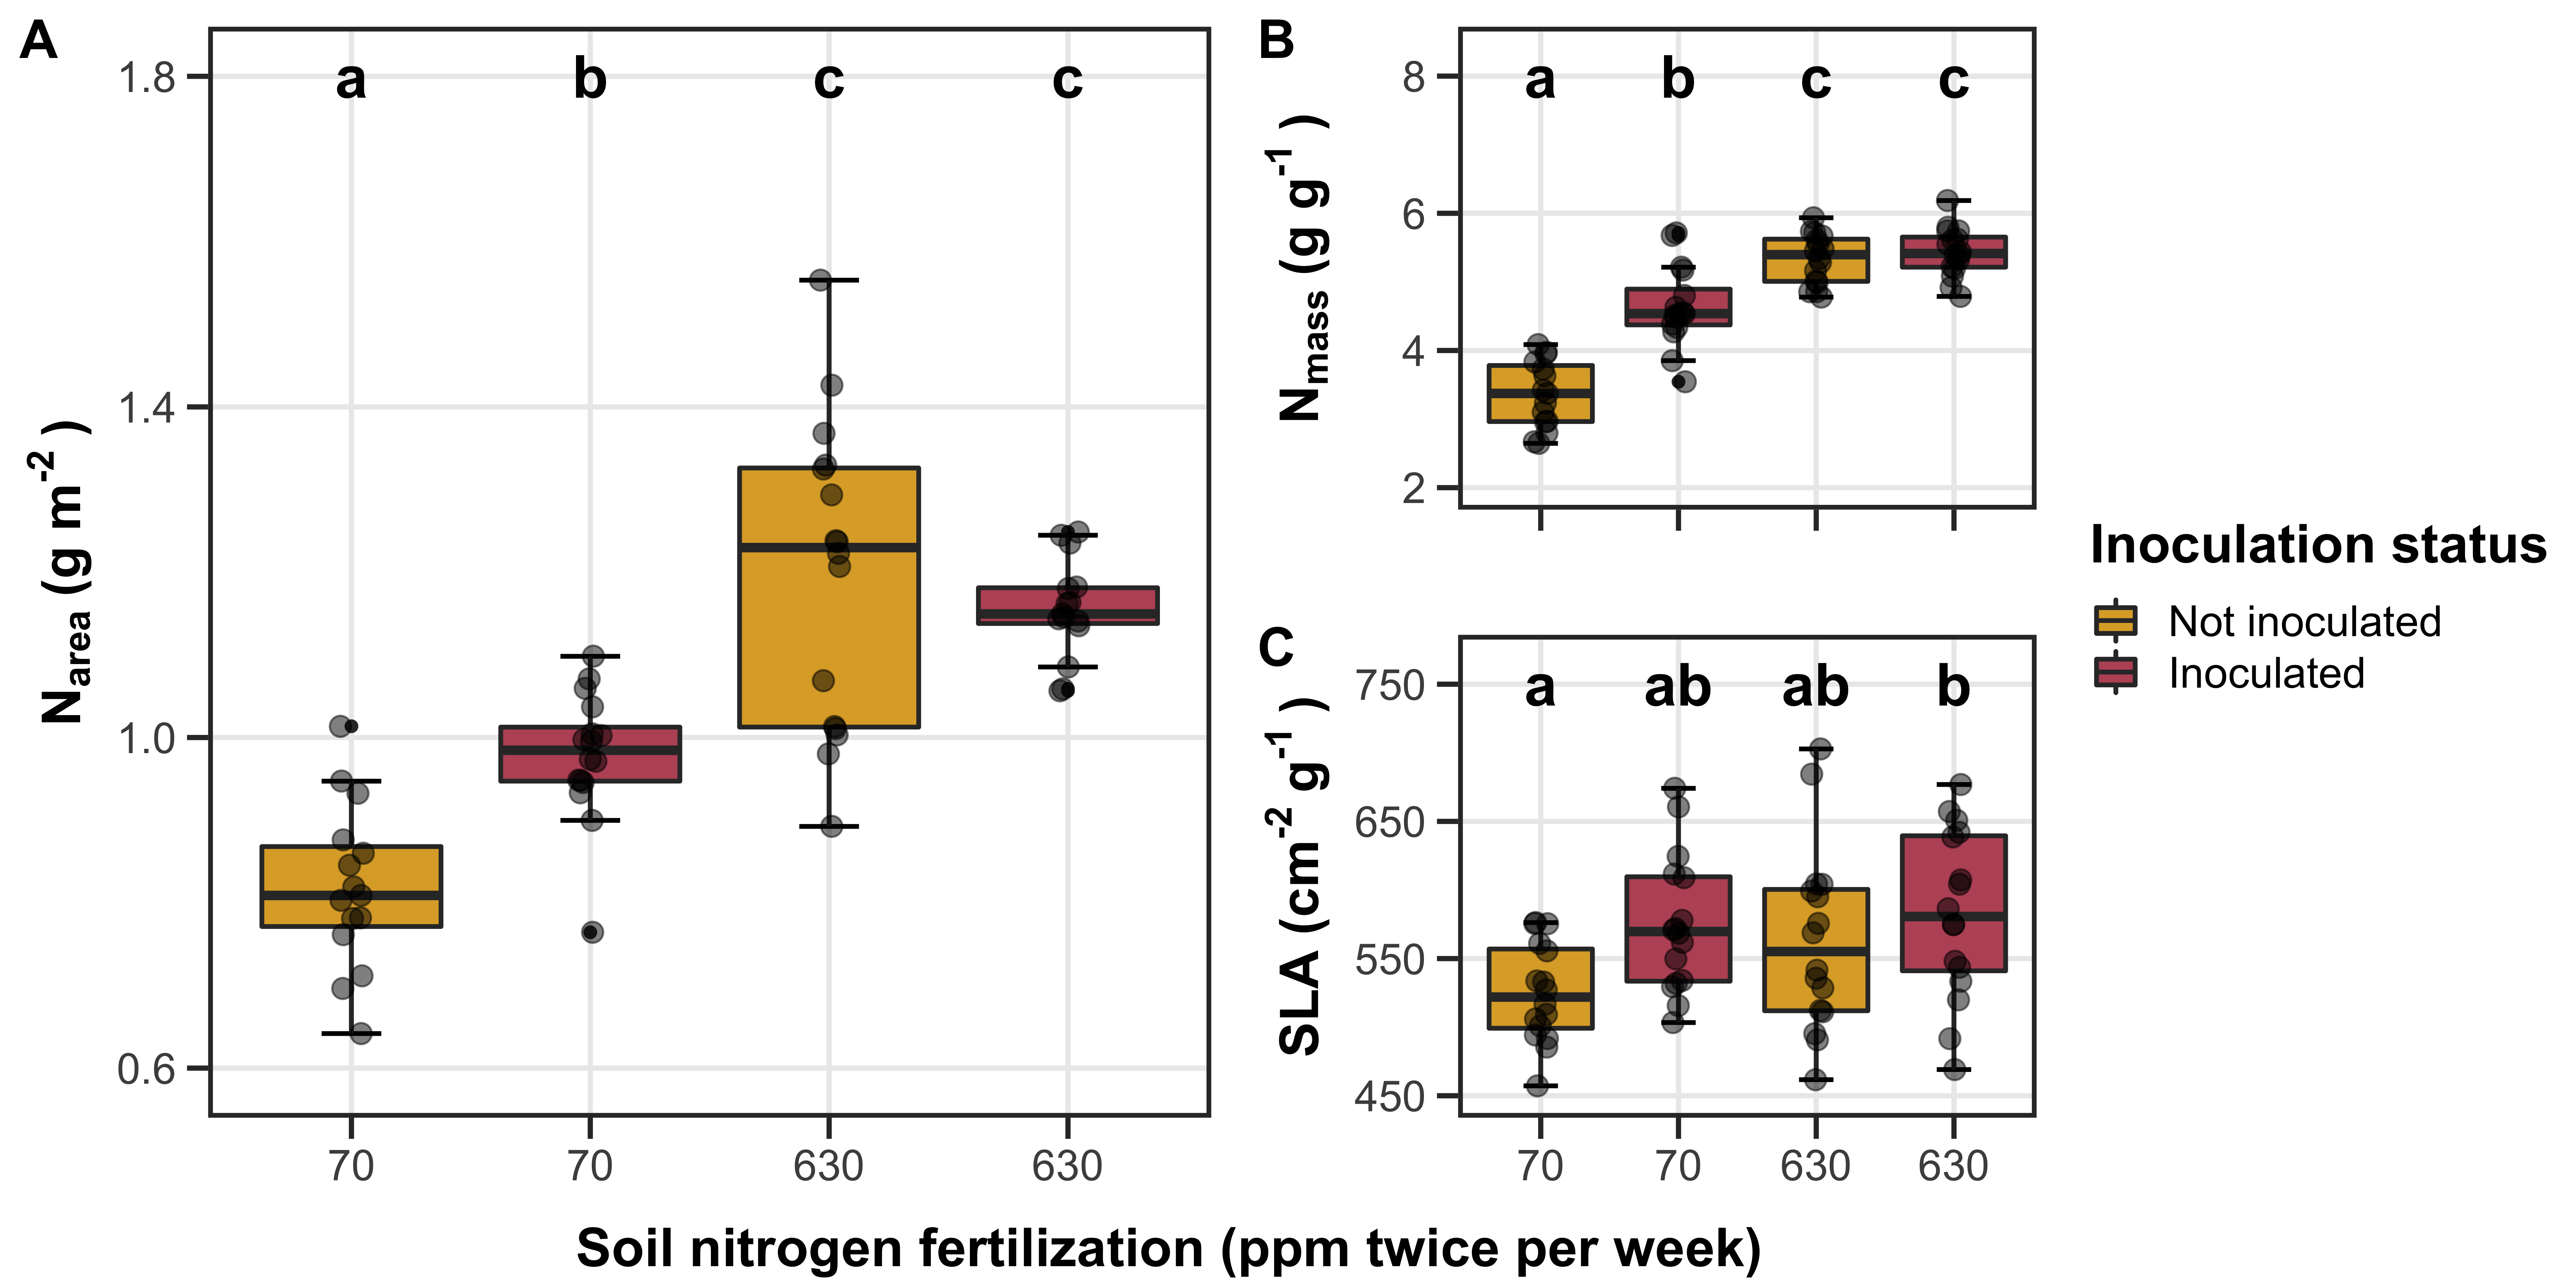 A
a b c c
1.8
1.4
1.0
0.6
Narea (g m-2 )
70 70 630 630
B
a b c c
8
6
4
2
Nmass (g g-1 )
C
a ab ab b
750
650
550
450
SLA (cm-2 g-1 )
70 70 630 630
Soil nitrogen fertilization (ppm twice per week)
Inoculation status
Not inoculated
Inoculated